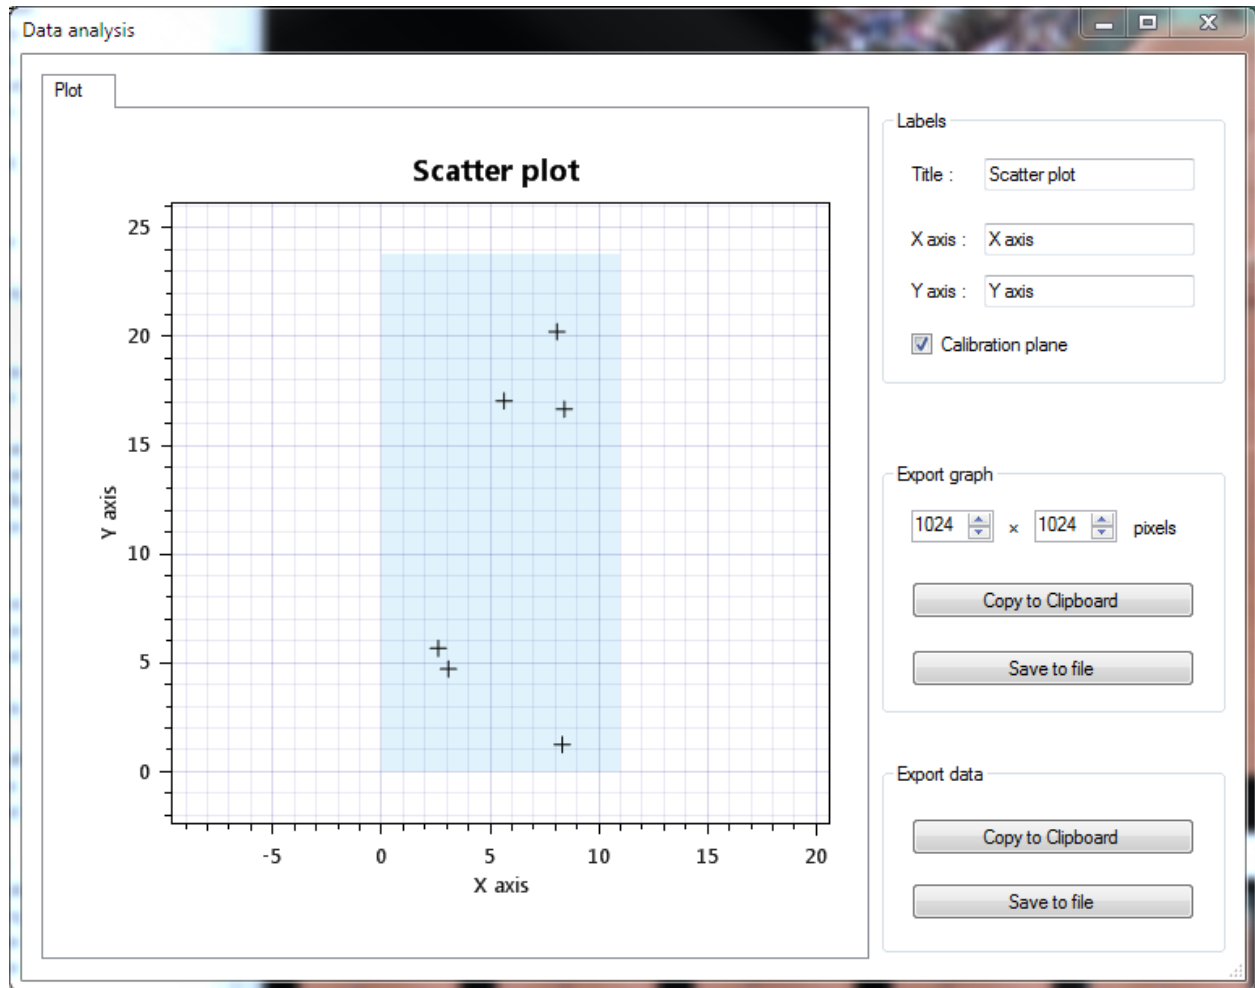 Data analysis
Plot
Scatter plot
25
20
15
10
5
0
Y axis
-5 0 5 10 15 20
X axis
Labels
Title : Scatter plot
X axis : X axis
Y axis : Y axis
Calibration plane
Export graph
1024 × 1024 pixels
Copy to Clipboard
Save to file
Export data
Copy to Clipboard
Save to file